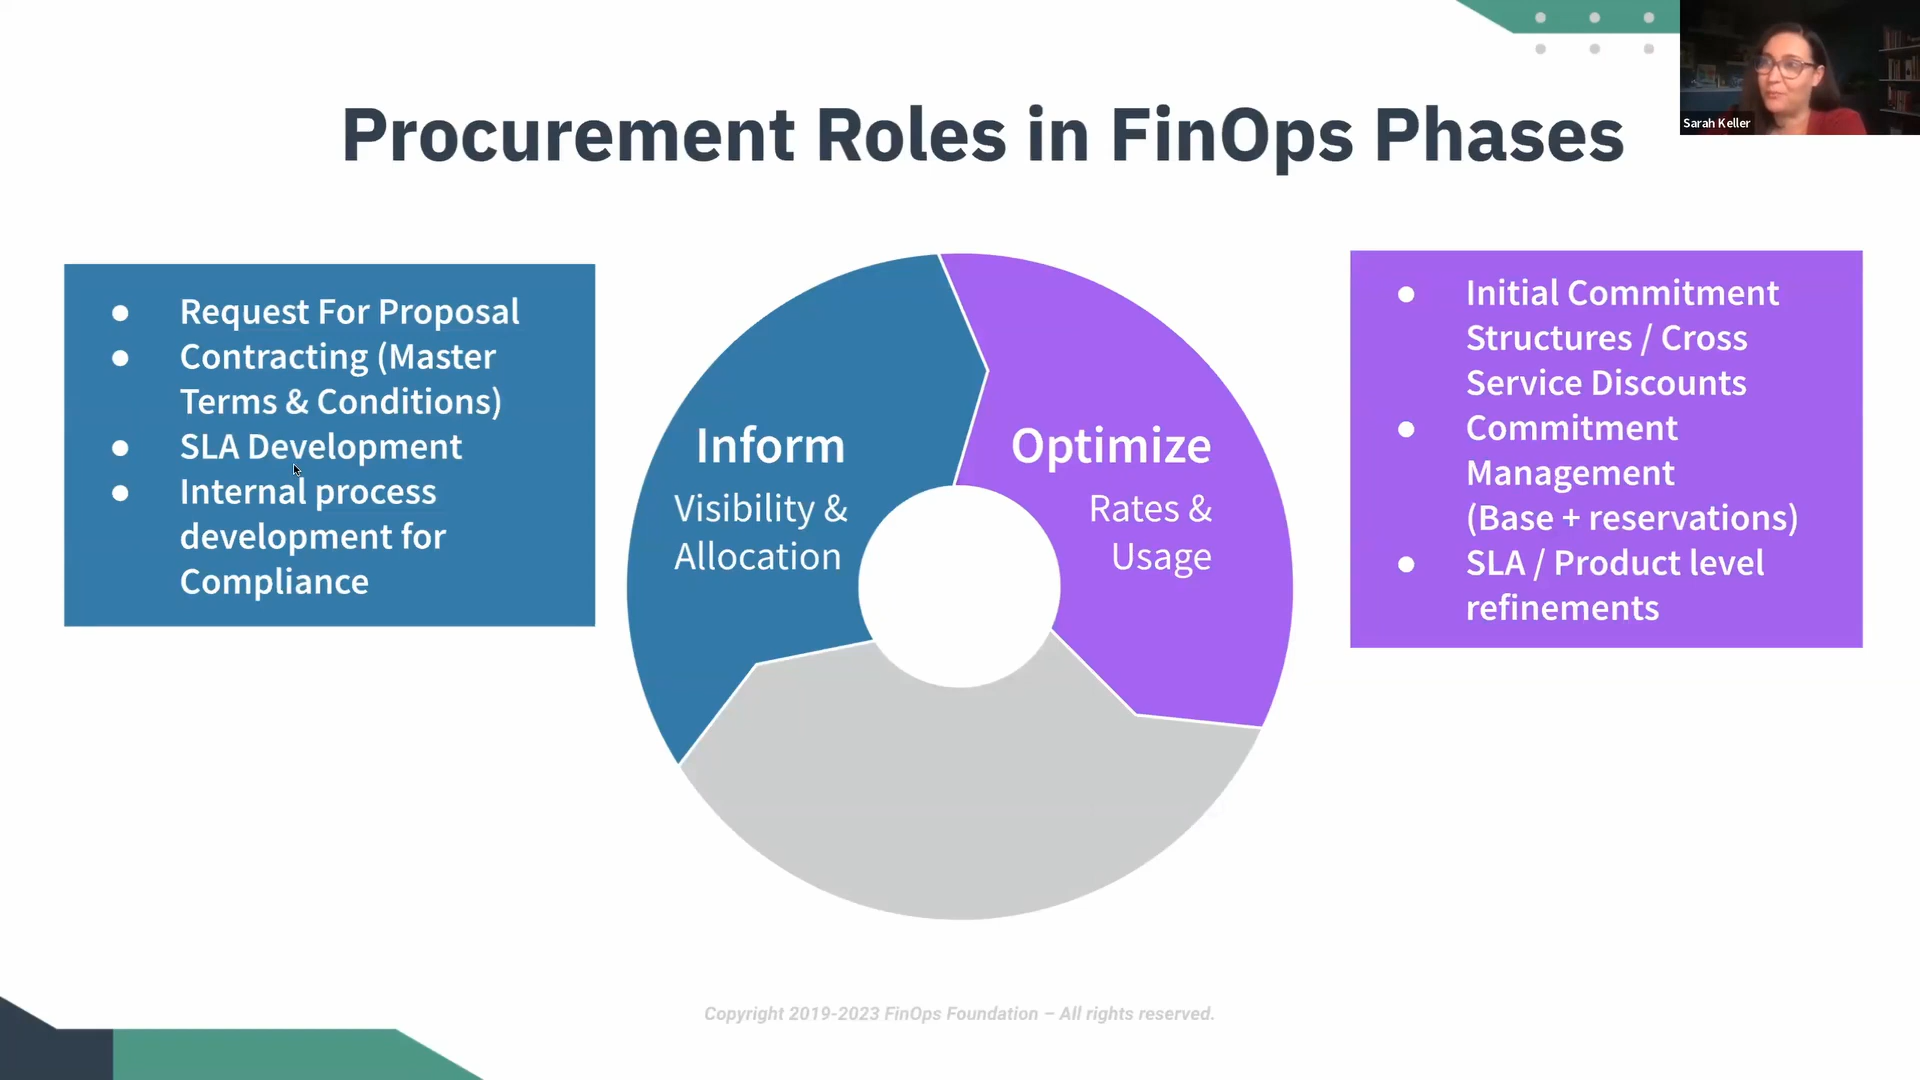 Procurement Roles in FinOps Phases
Sarah Keller
● Request For Proposal
● Contracting (Master
Terms & Conditions)
● SLA Development
● Internal process
development for
Compliance
Inform
Visibility &
Allocation
Optimize
Rates &
Usage
● Initial Commitment
Structures / Cross
Service Discounts
● Commitment
Management
(Base + reservations)
● SLA / Product level
refinements
Copyright 2019-2023 FinOps Foundation – All rights reserved.